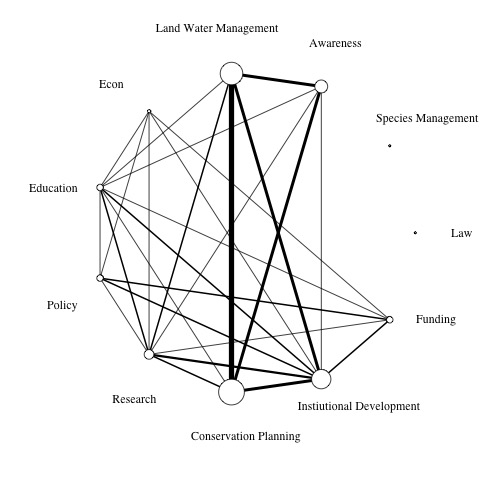 Land Water Management
Awareness
Econ
Species Management
Education
Law
Policy
Funding
Research
Instiutional Development
Conservation Planning